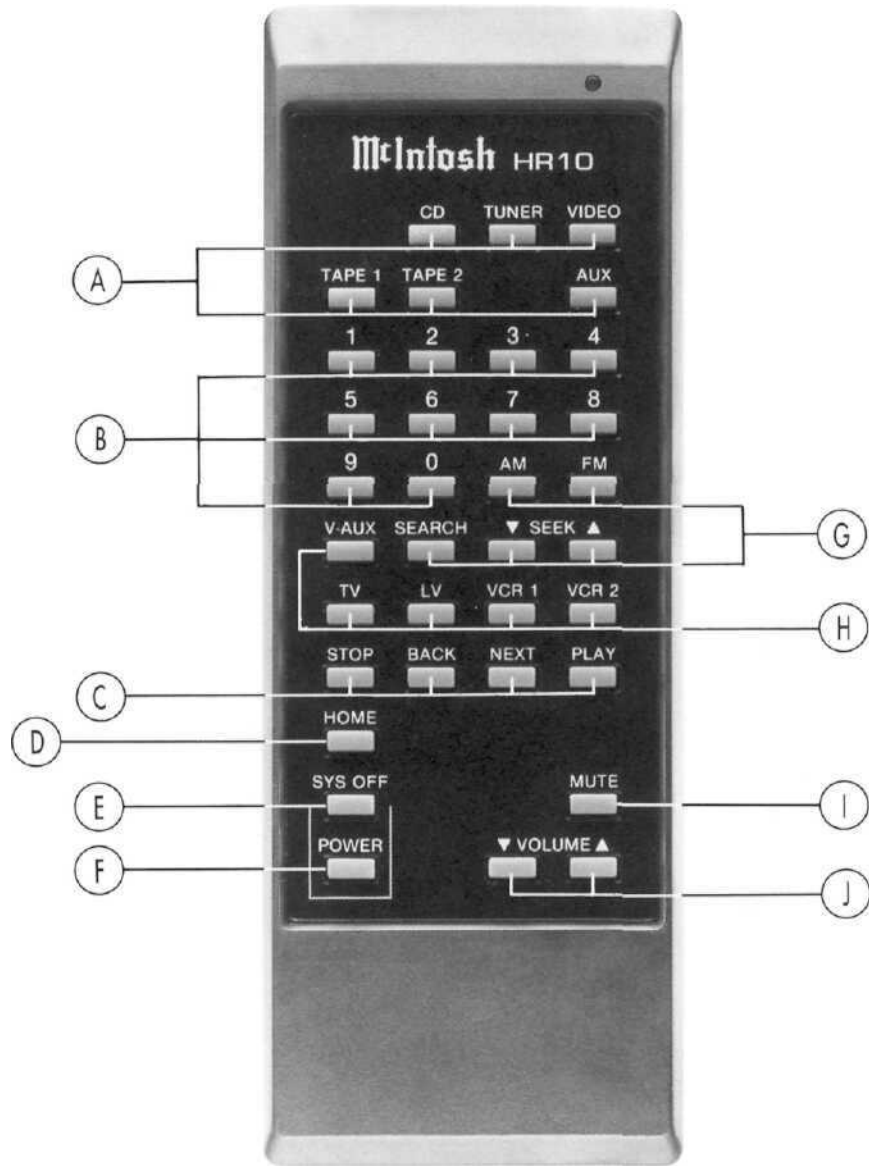 McIntosh HR10
CD TUNER VIDEO
A
TAPE 1 TAPE 2 AUX
1 2 3 4
5 6 7 8
B
9 0 AM FM
V-AUX SEARCH ▼ SEEK ▲
G
TV LV VCR 1 VCR 2
H
STOP BACK NEXT PLAY
C
HOME
D
SYS OFF MUTE
E I
POWER ▼ VOLUME ▲
F J